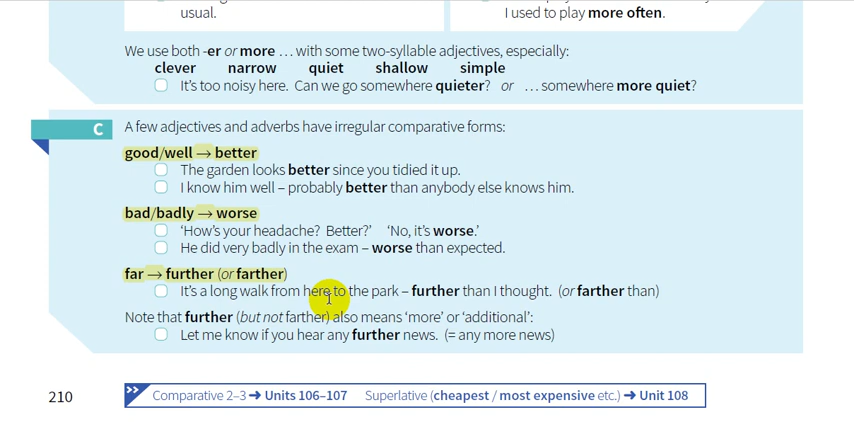 usual.
I used to play more often.
We use both -er or more … with some two-syllable adjectives, especially:
clever narrow quiet shallow simple
It's too noisy here. Can we go somewhere quieter? or … somewhere more quiet?
C
A few adjectives and adverbs have irregular comparative forms:
good/well → better
The garden looks better since you tidied it up.
I know him well – probably better than anybody else knows him.
bad/badly → worse
'How's your headache? Better?' 'No, it's worse.'
He did very badly in the exam – worse than expected.
far → further (or farther)
It's a long walk from here to the park – further than I thought. (or farther than)
Note that further (but not farther) also means 'more' or 'additional':
Let me know if you hear any further news. (= any more news)
210
Comparative 2–3 → Units 106–107 Superlative (cheapest / most expensive etc.) → Unit 108